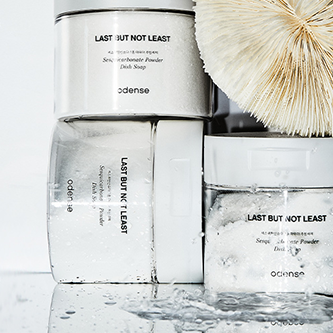 LAST BUT NOT LEAST
Sesquicarbonate Powder
Dish Soap
odense
LAST BUT NOT LEAST
Sesquicarbonate Powder
Dish Soap
odense
LAST BUT NOT LEAST
Sesquicarbonate Powder
Dish Soap
odense